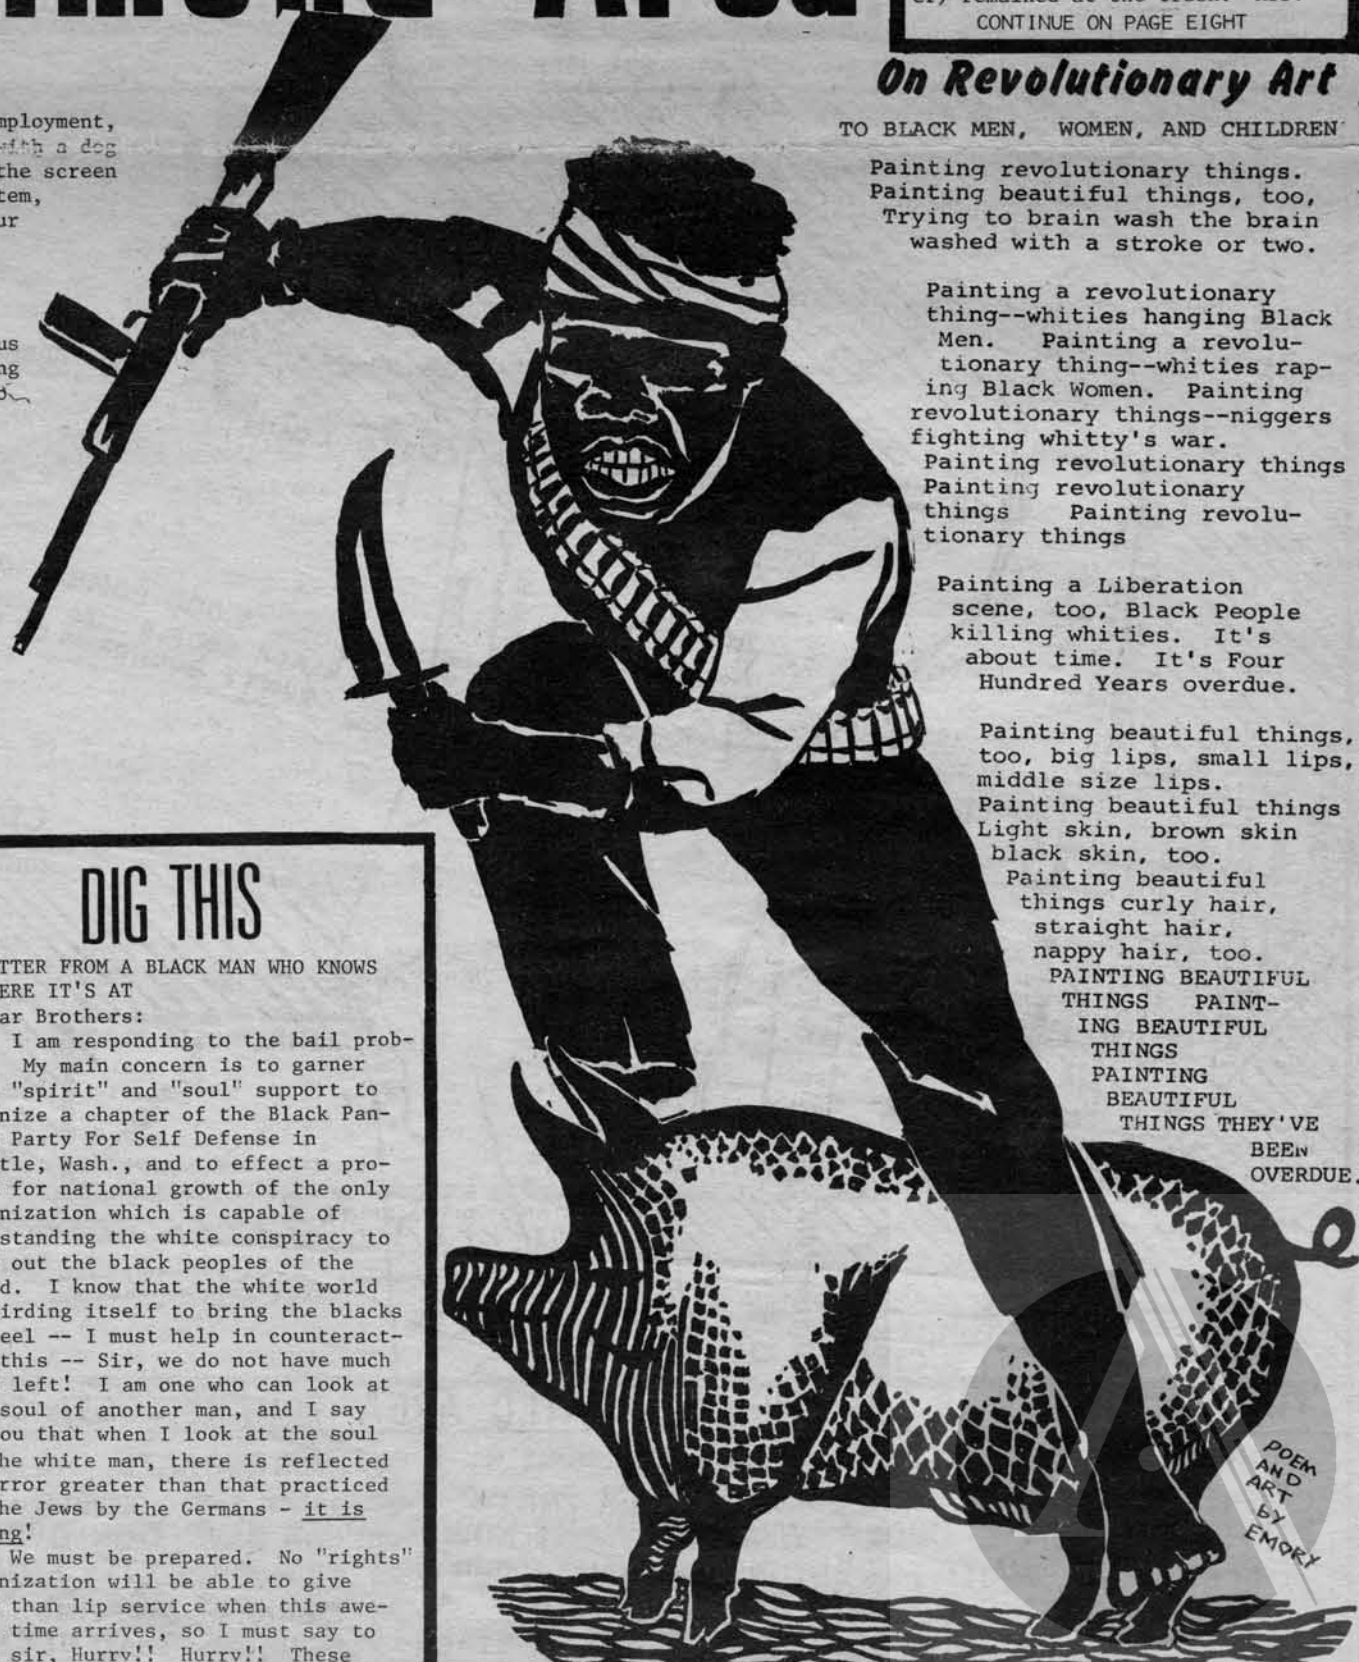 CONTINUE ON PAGE EIGHT
mployment,
with a dog
the screen
tem,
ur
us
ng
On Revolutionary Art
TO BLACK MEN, WOMEN, AND CHILDREN
Painting revolutionary things.
Painting beautiful things, too,
Trying to brain wash the brain
washed with a stroke or two.
Painting a revolutionary
thing--whities hanging Black
Men. Painting a revolu-
tionary thing--whities rap-
ing Black Women. Painting
revolutionary things--niggers
fighting whitty's war.
Painting revolutionary things
Painting revolutionary
things Painting revolu-
tionary things
Painting a Liberation
scene, too, Black People
killing whities. It's
about time. It's Four
Hundred Years overdue.
Painting beautiful things,
too, big lips, small lips,
middle size lips.
Painting beautiful things
Light skin, brown skin
black skin, too.
Painting beautiful
things curly hair,
straight hair,
nappy hair, too.
PAINTING BEAUTIFUL
THINGS PAINT-
ING BEAUTIFUL
THINGS
PAINTING
BEAUTIFUL
THINGS THEY'VE
BEEN
OVERDUE.
DIG THIS
TTER FROM A BLACK MAN WHO KNOWS
ERE IT'S AT
ar Brothers:
I am responding to the bail prob-
My main concern is to garner
"spirit" and "soul" support to
nize a chapter of the Black Pan-
Party For Self Defense in
tle, Wash., and to effect a pro-
for national growth of the only
nization which is capable of
standing the white conspiracy to
out the black peoples of the
d. I know that the white world
irding itself to bring the blacks
eel -- I must help in counteract-
this -- Sir, we do not have much
left! I am one who can look at
soul of another man, and I say
ou that when I look at the soul
he white man, there is reflected
rror greater than that practiced
he Jews by the Germans - it is
ng!
We must be prepared. No "rights"
nization will be able to give
than lip service when this awe-
time arrives, so I must say to
sir, Hurry!! Hurry!! These
POEM
AND
ART
BY
EMORY